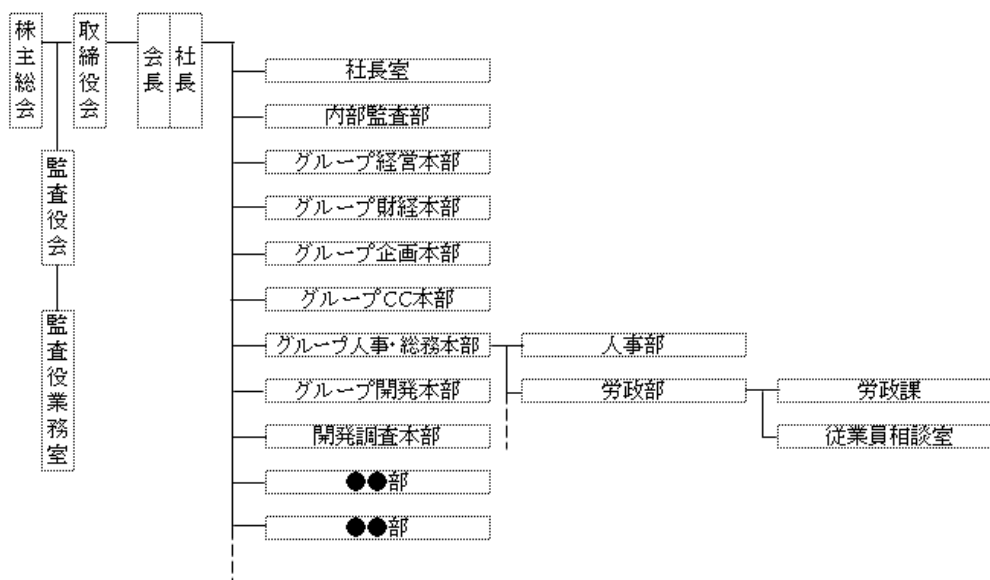 株主総会
取締役会
会長
社長
監査役会
監査役業務室
社長室
内部監査部
グループ経営本部
グループ財経本部
グループ企画本部
グループCC本部
グループ人事・総務本部
人事部
グループ開発本部
労政部
労政課
開発調査本部
従業員相談室
●●部
●●部